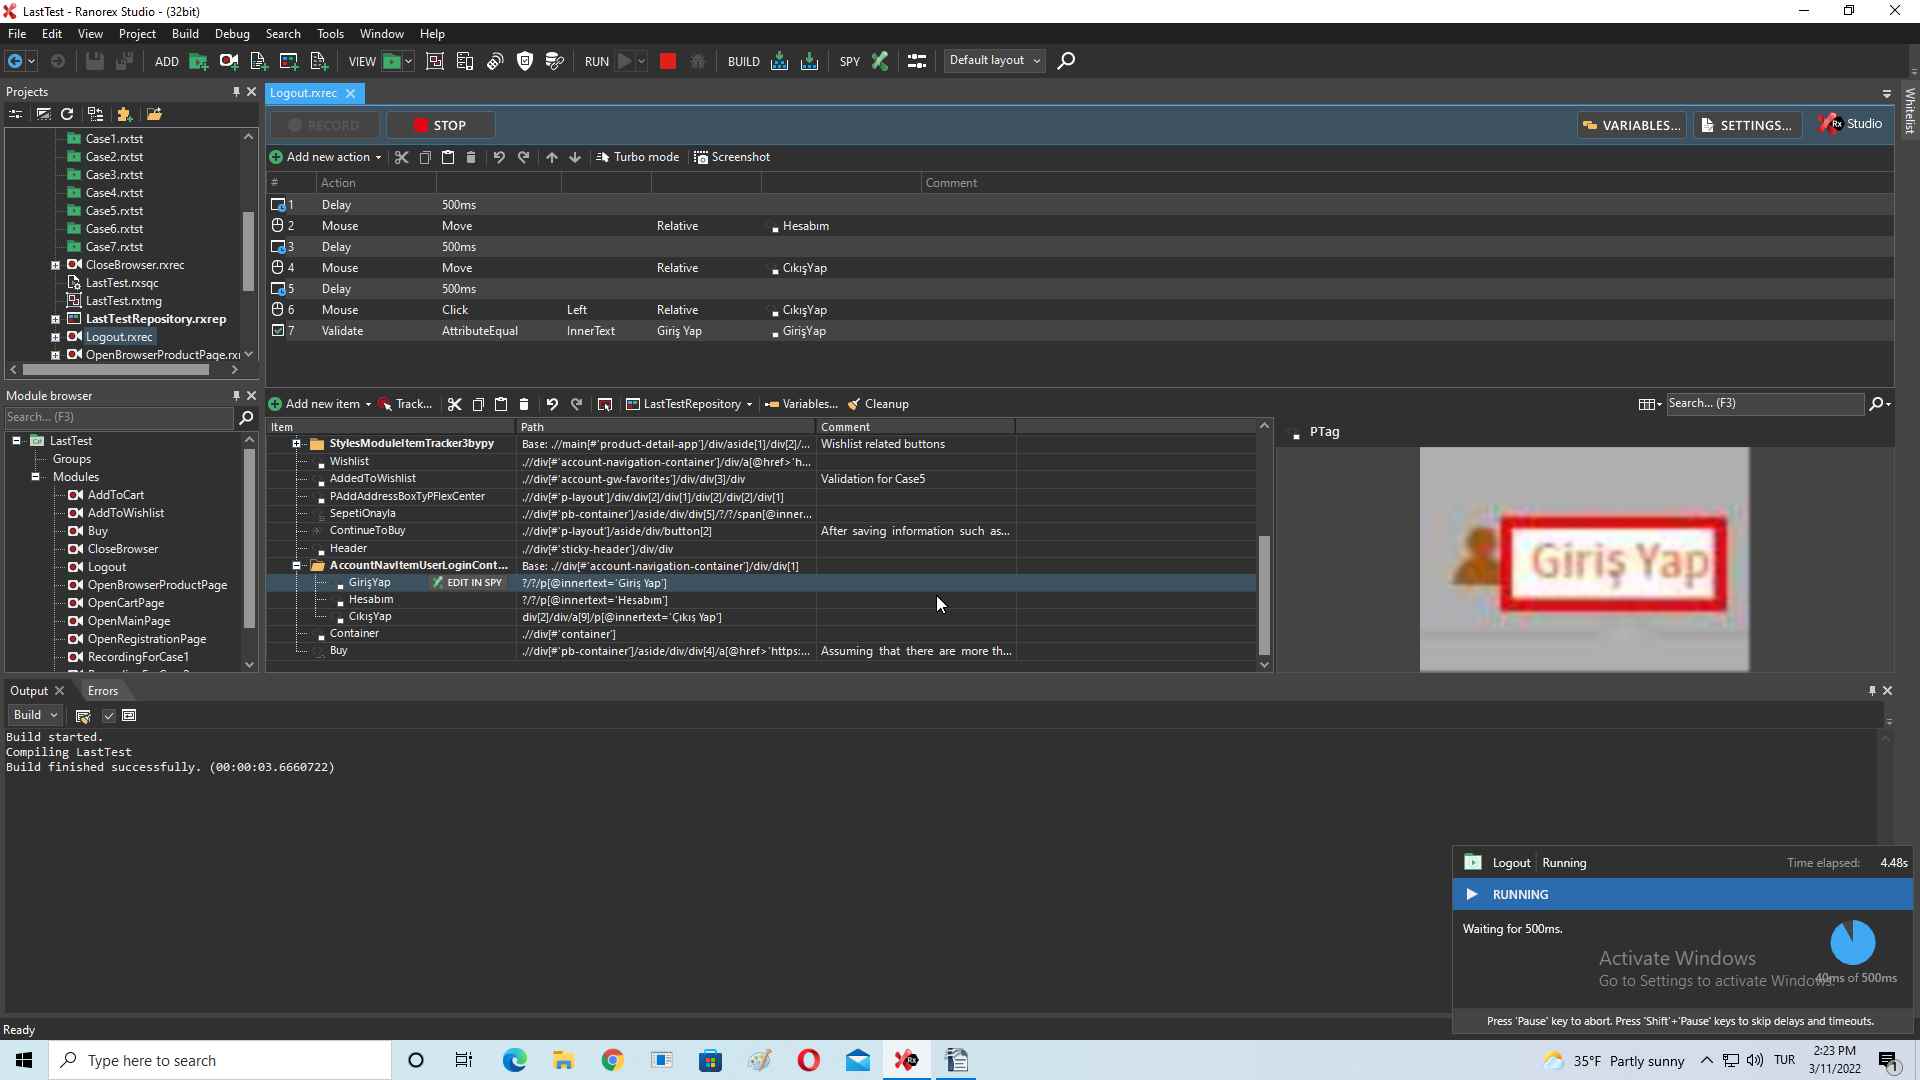 LastTest - Ranorex Studio - (32bit)
File Edit View Project Build Debug Search Tools Window Help
ADD VIEW RUN BUILD SPY Default layout
Projects
Case1.rxtst
Case2.rxtst
Case3.rxtst
Case4.rxtst
Case5.rxtst
Case6.rxtst
Case7.rxtst
CloseBrowser.rxrec
LastTest.rxsqc
LastTest.rxtmg
LastTestRepository.rxrep
Logout.rxrec
OpenBrowserProductPage.rxr
Logout.rxrec
RECORD STOP VARIABLES... SETTINGS... Rx Studio
Whitelist
Add new action Turbo mode Screenshot
# Action Comment
1 Delay 500ms
2 Mouse Move Relative Hesabım
3 Delay 500ms
4 Mouse Move Relative CıkışYap
5 Delay 500ms
6 Mouse Click Left Relative CıkışYap
7 Validate AttributeEqual InnerText Giriş Yap GirişYap
Module browser
Search... (F3)
LastTest
Groups
Modules
AddToCart
AddToWishlist
Buy
CloseBrowser
Logout
OpenBrowserProductPage
OpenCartPage
OpenMainPage
OpenRegistrationPage
RecordingForCase1
Add new item Track... LastTestRepository Variables... Cleanup Search... (F3)
Item Path Comment
StylesModuleItemTracker3bypy Base: .//main[#'product-detail-app']/div/aside[1]/div[2]/... Wishlist related buttons
Wishlist .//div[#'account-navigation-container']/div/a[@href>'h...
AddedToWishlist .//div[#'account-gw-favorites']/div/div[3]/div Validation for Case5
PAddAddressBoxTyPFlexCenter .//div[#'p-layout']/div/div[2]/div[1]/div[2]/div[2]/div[1]
SepetiOnayla .//div[#'pb-container']/aside/div/div[5]/?/?/span[@inner...
ContinueToBuy .//div[#'p-layout']/aside/div/button[2] After saving information such as...
Header .//div[#'sticky-header']/div/div
AccountNavItemUserLoginCont... Base: .//div[#'account-navigation-container']/div/div[1]
GirişYap EDIT IN SPY ?/?/p[@innertext='Giriş Yap']
Hesabım ?/?/p[@innertext='Hesabım']
CıkışYap div[2]/div/a[9]/p[@innertext='Çıkış Yap']
Container .//div[#'container']
Buy .//div[#'pb-container']/aside/div/div[4]/a[@href>'https:... Assuming that there are more th...
PTag
Giriş Yap
Output Errors
Build
Build started.
Compiling LastTest
Build finished successfully. (00:00:03.6660722)
Logout Running Time elapsed: 4.48s
RUNNING
Waiting for 500ms.
Activate Windows
Go to Settings to activate Windows.
40ms of 500ms
Press 'Pause' key to abort. Press 'Shift'+'Pause' keys to skip delays and timeouts.
Ready
Type here to search
Rx
35°F Partly sunny TUR 2:23 PM
3/11/2022
1